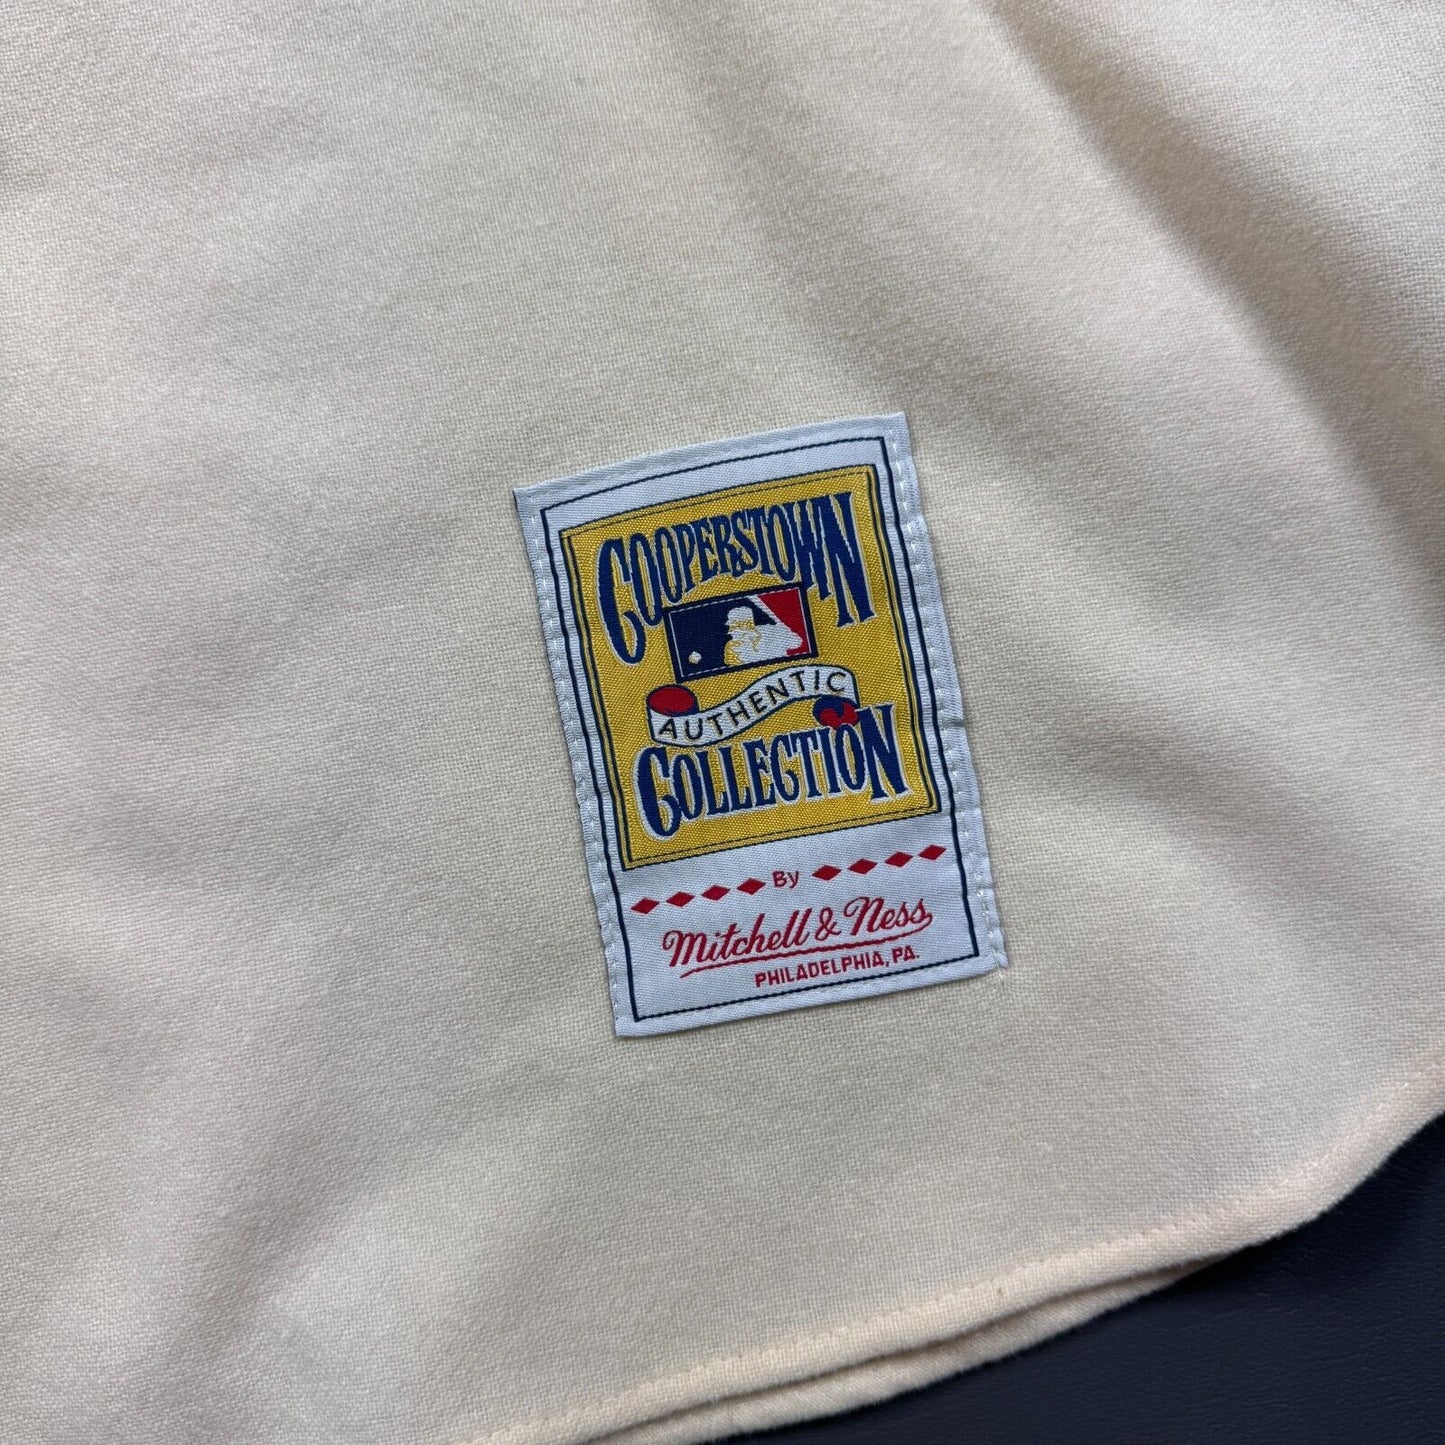 COOPERSTOWN
AUTHENTIC
COLLECTION
By
Mitchell & Ness
PHILADELPHIA, PA.